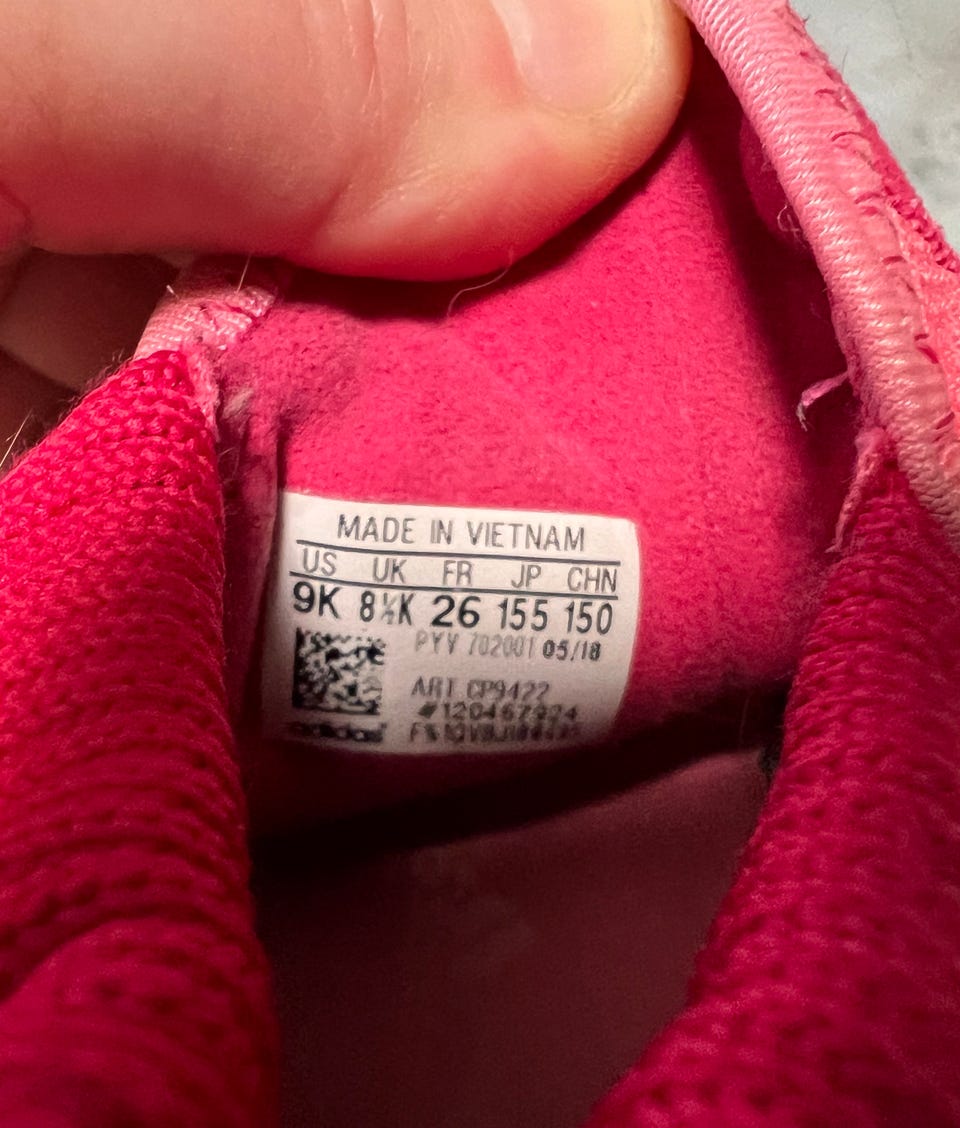 MADE IN VIETNAM
US UK FR JP CHN
9K 8½K 26 155 150
PYV 702001 05/18
ART CP9422
adidas